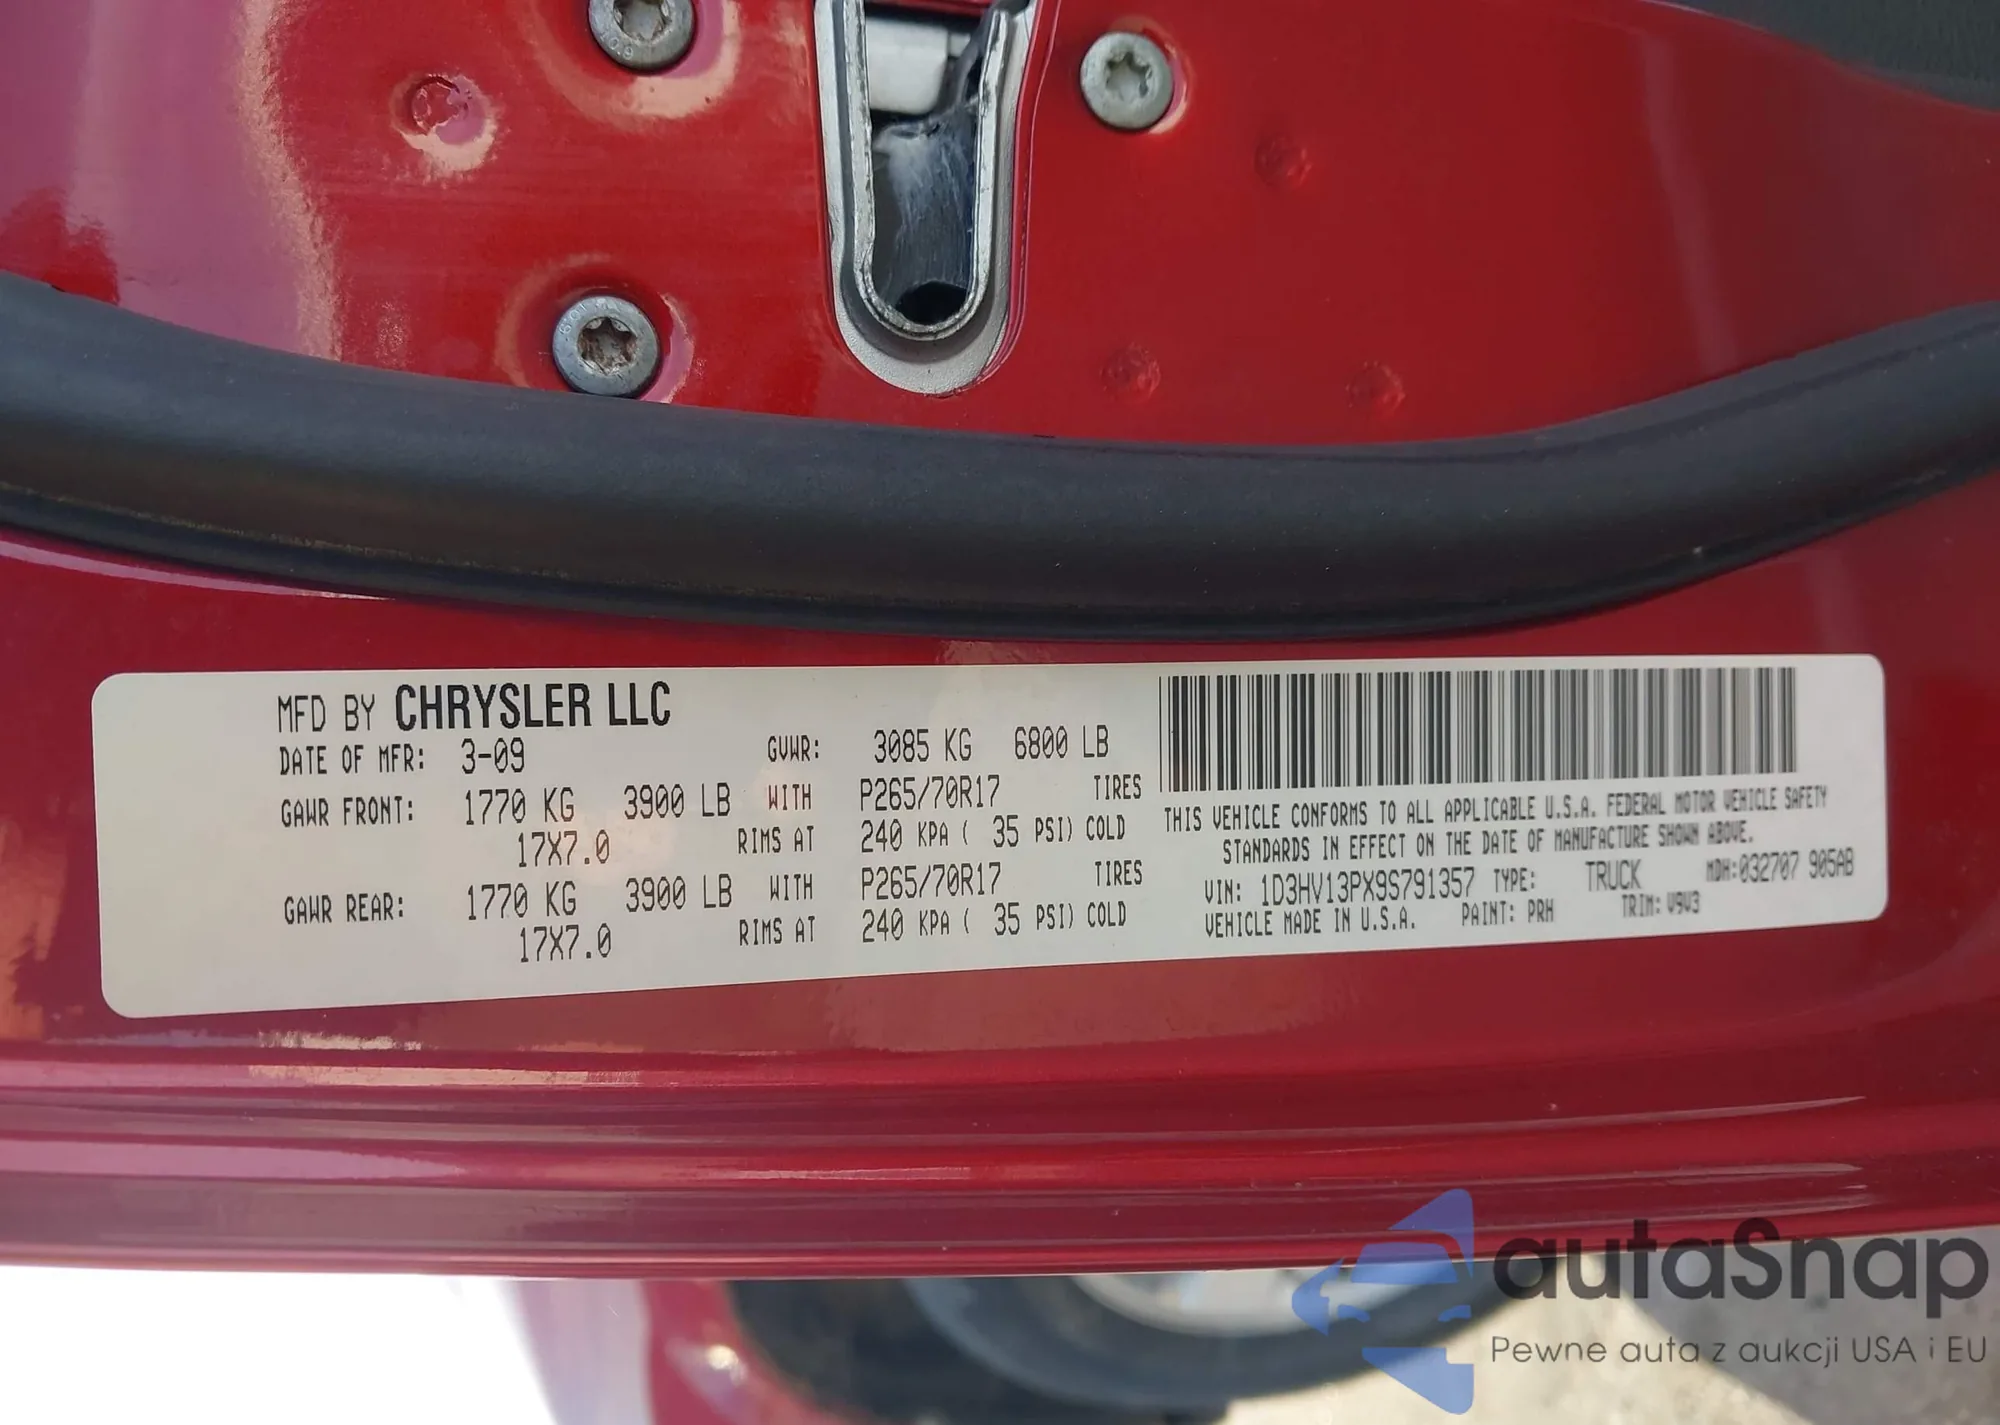 MFD BY CHRYSLER LLC
DATE OF MFR: 3-09 GVWR: 3085 KG 6800 LB
GAWR FRONT: 1770 KG 3900 LB WITH P265/70R17 TIRES
17X7.0 RIMS AT 240 KPA ( 35 PSI) COLD
GAWR REAR: 1770 KG 3900 LB WITH P265/70R17 TIRES
17X7.0 RIMS AT 240 KPA ( 35 PSI) COLD
THIS VEHICLE CONFORMS TO ALL APPLICABLE U.S.A. FEDERAL MOTOR VEHICLE SAFETY
STANDARDS IN EFFECT ON THE DATE OF MANUFACTURE SHOWN ABOVE.
VIN: 1D3HV13PX9S791357 TYPE: TRUCK MDH:032707 905AB
VEHICLE MADE IN U.S.A. PAINT: PRH TRIM: V9V3
autaSnap
Pewne auta z aukcji USA i EU